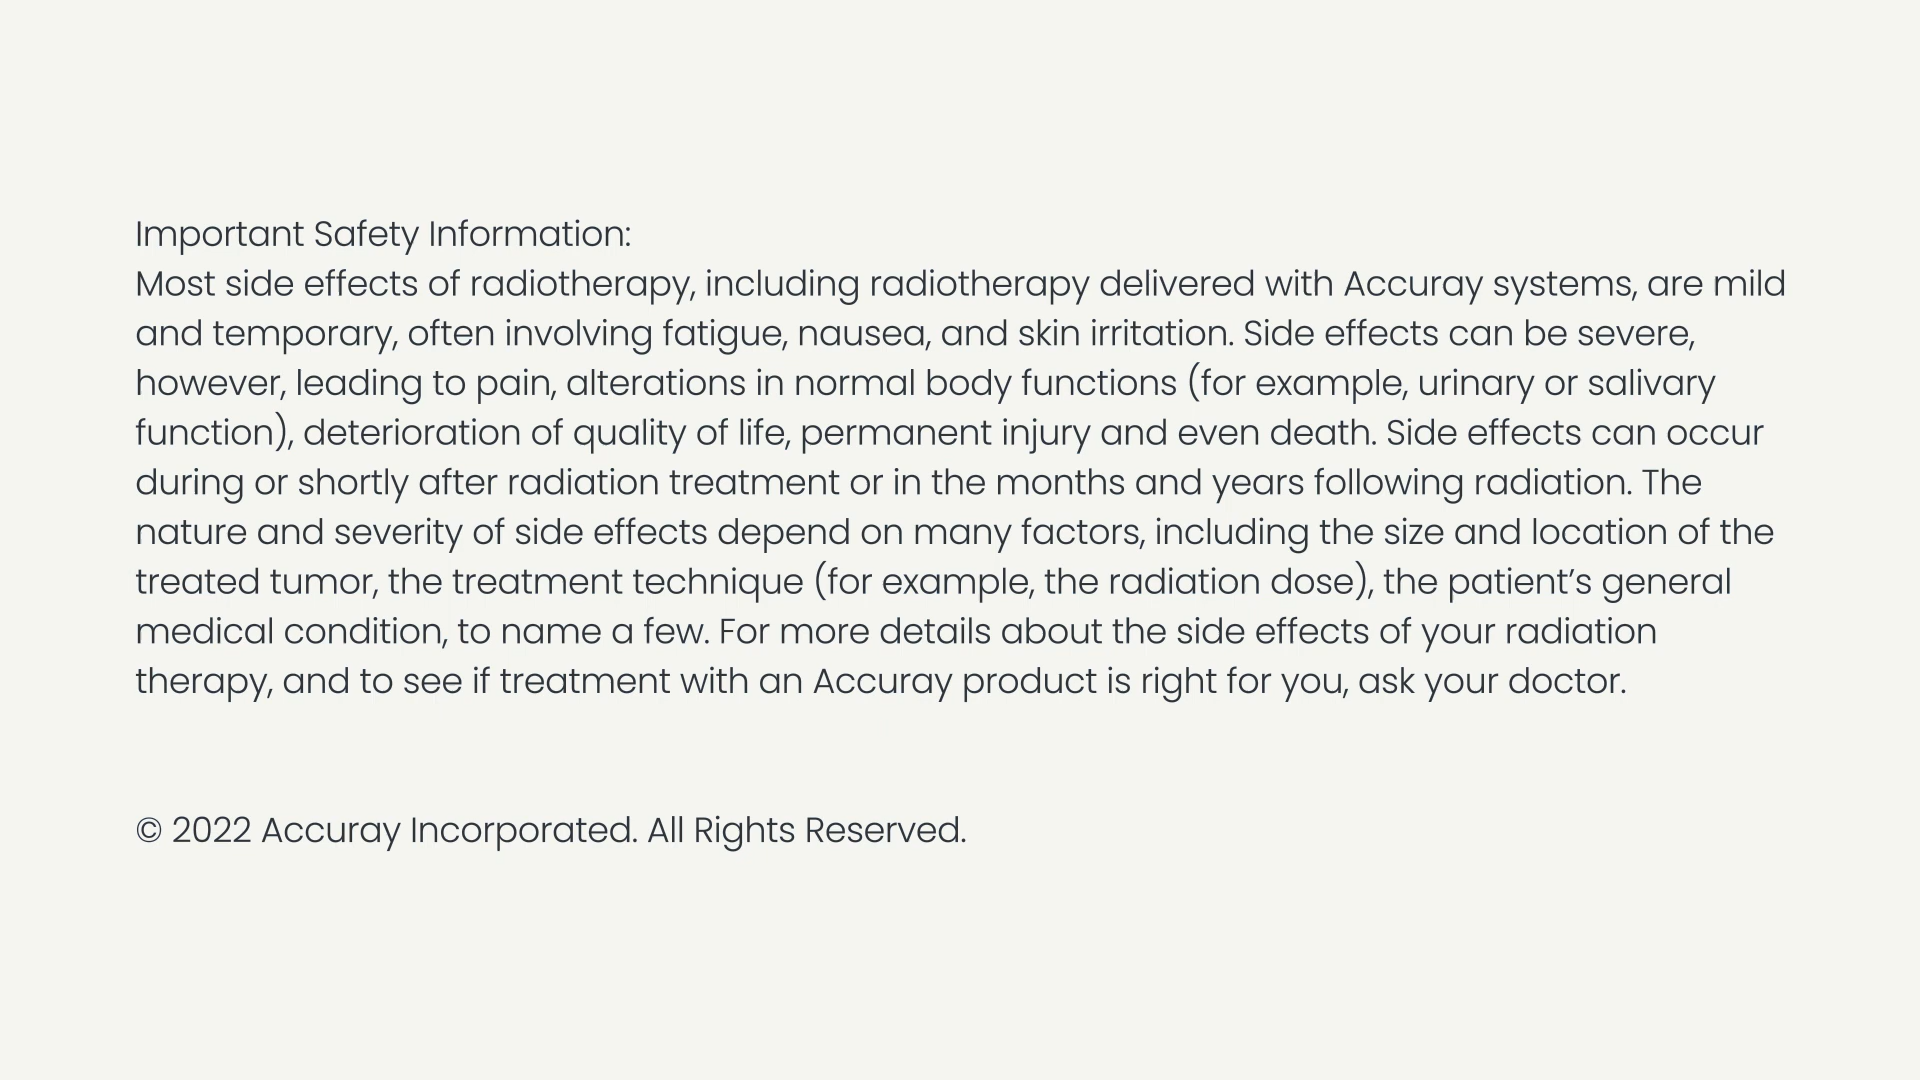 Important Safety Information:
Most side effects of radiotherapy, including radiotherapy delivered with Accuray systems, are mild
and temporary, often involving fatigue, nausea, and skin irritation. Side effects can be severe,
however, leading to pain, alterations in normal body functions (for example, urinary or salivary
function), deterioration of quality of life, permanent injury and even death. Side effects can occur
during or shortly after radiation treatment or in the months and years following radiation. The
nature and severity of side effects depend on many factors, including the size and location of the
treated tumor, the treatment technique (for example, the radiation dose), the patient’s general
medical condition, to name a few. For more details about the side effects of your radiation
therapy, and to see if treatment with an Accuray product is right for you, ask your doctor.
© 2022 Accuray Incorporated. All Rights Reserved.